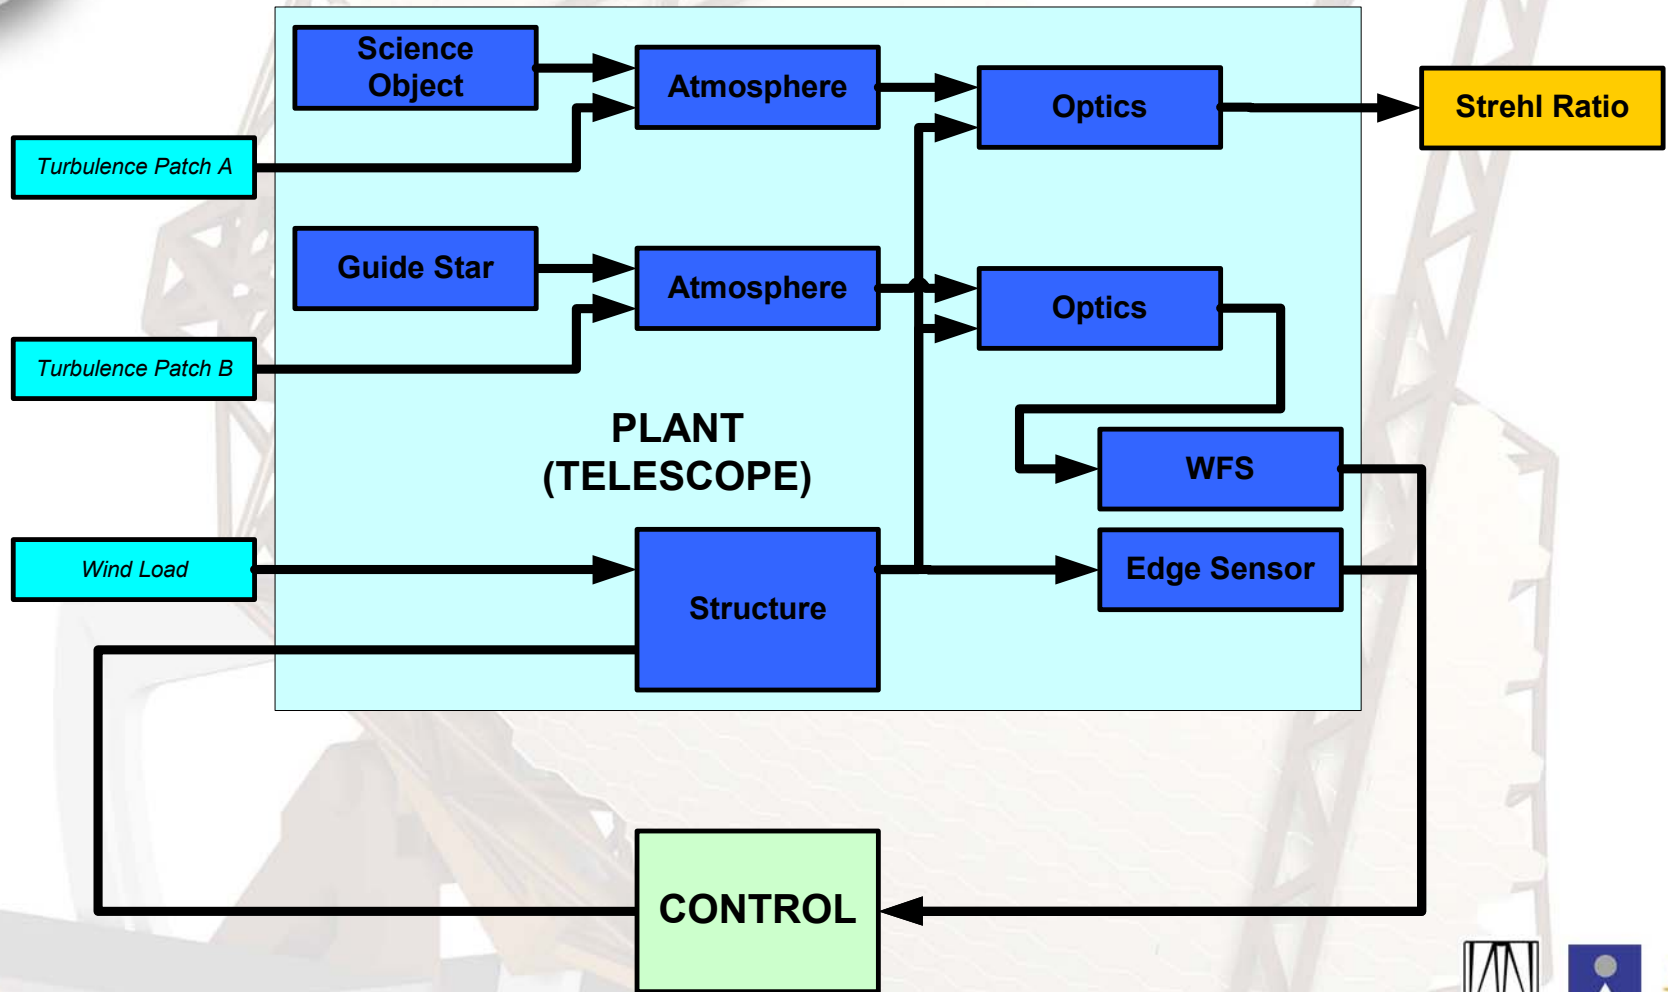 Science
Object
Atmosphere
Optics
Strehl Ratio
Turbulence Patch A
Guide Star
Atmosphere
Optics
Turbulence Patch B
PLANT
(TELESCOPE)
WFS
Wind Load
Structure
Edge Sensor
CONTROL